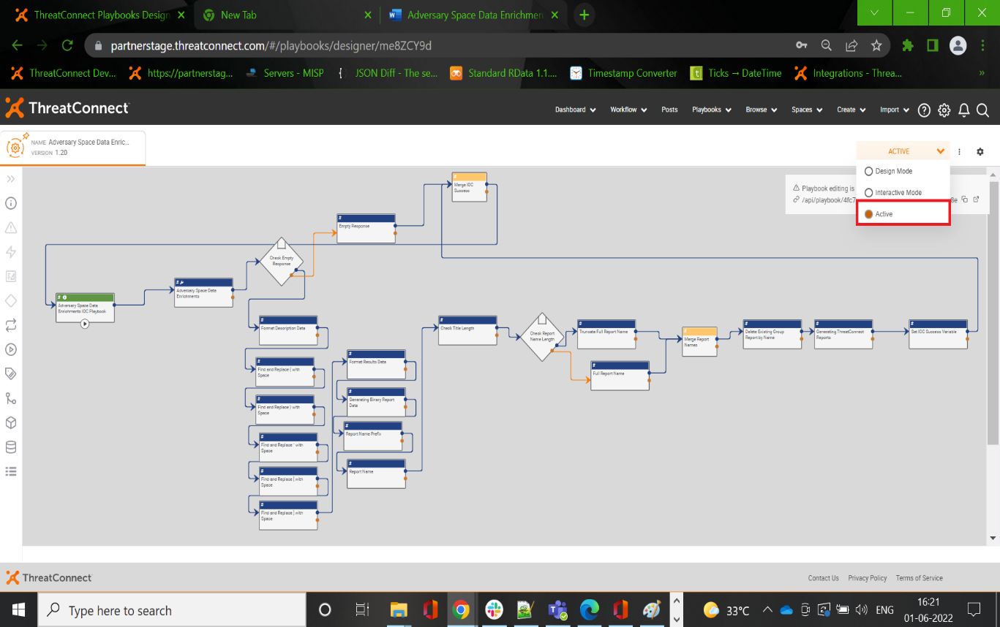 ThreatConnect Playbooks Design
New Tab
Adversary Space Data Enrichmen
partnerstage.threatconnect.com/#/playbooks/designer/me8ZCY9d
ThreatConnect Dev...
https://partnerstag...
Servers - MISP
JSON Diff - The se...
Standard RData 1.1....
Timestamp Converter
Ticks → DateTime
Integrations - Threa...
»
ThreatConnect
Dashboard
Workflow
Posts
Playbooks
Browse
Spaces
Create
Import
NAME Adversary Space Data Enric...
VERSION 1.20
ACTIVE
Design Mode
Interactive Mode
Active
Playbook editing is
/api/playbook/4fc7
8e
# Merge IOC
Success
# Empty Response
Check Empty
Response
# Adversary Space Data
Enrichments IOC Playbook
# Adversary Space Data
Enrichments
# Format Description Data
# Find and Replace { with
Space
# Find and Replace } with
Space
# Find and Replace " with
Space
# Find and Replace [ with
Space
# Find and Replace ] with
Space
# Format Results Data
# Generating Binary Report
Data
# Report Name Prefix
# Report Name
# Check Title Length
Check Report
Name Length
# Truncate Full Report Name
# Full Report Name
# Merge Report
Names
# Delete Existing Group
Report by Name
# Generating ThreatConnect
Reports
# Set IOC Success Variable
ThreatConnect
Contact Us
Privacy Policy
Terms of Service
Type here to search
33°C
ENG
16:21
01-06-2022